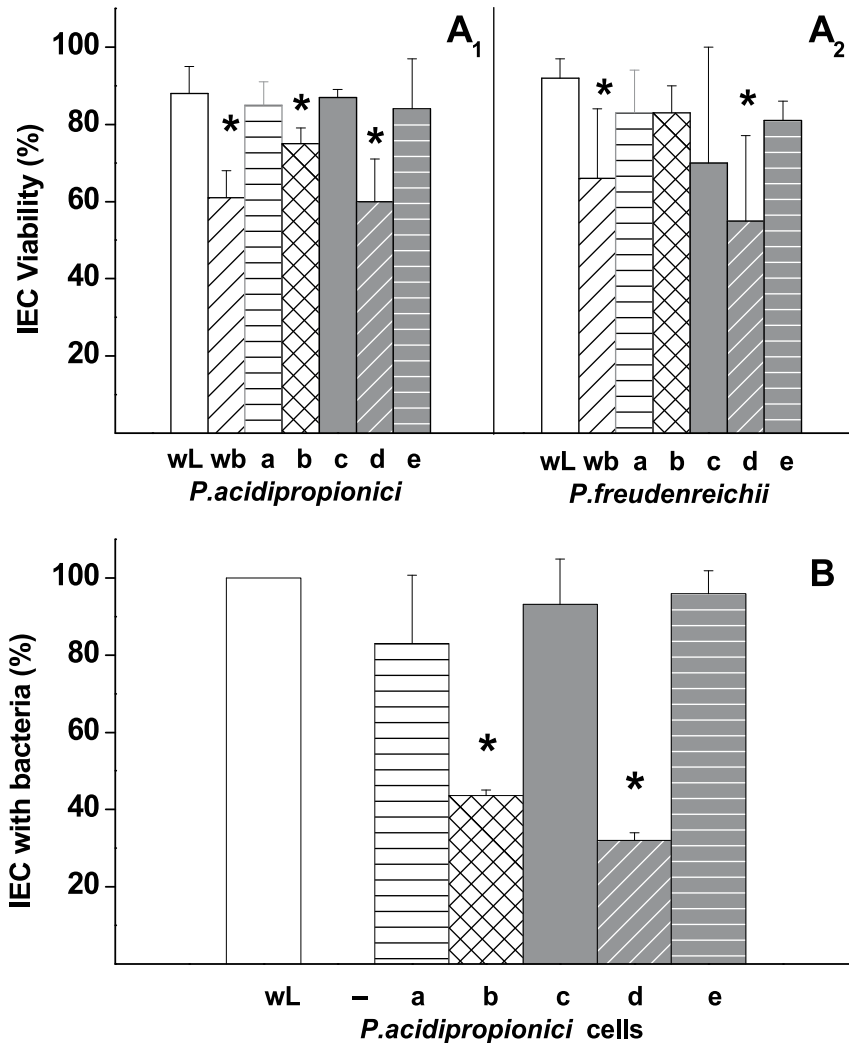 A1
A2
IEC Viability (%)
100
80
60
40
20
*
*
*
*
*
wL wb a b c d e
wL wb a b c d e
P.acidipropionici
P.freudenreichii
B
IEC with bacteria (%)
100
80
60
40
20
*
*
wL – a b c d e
P.acidipropionici cells